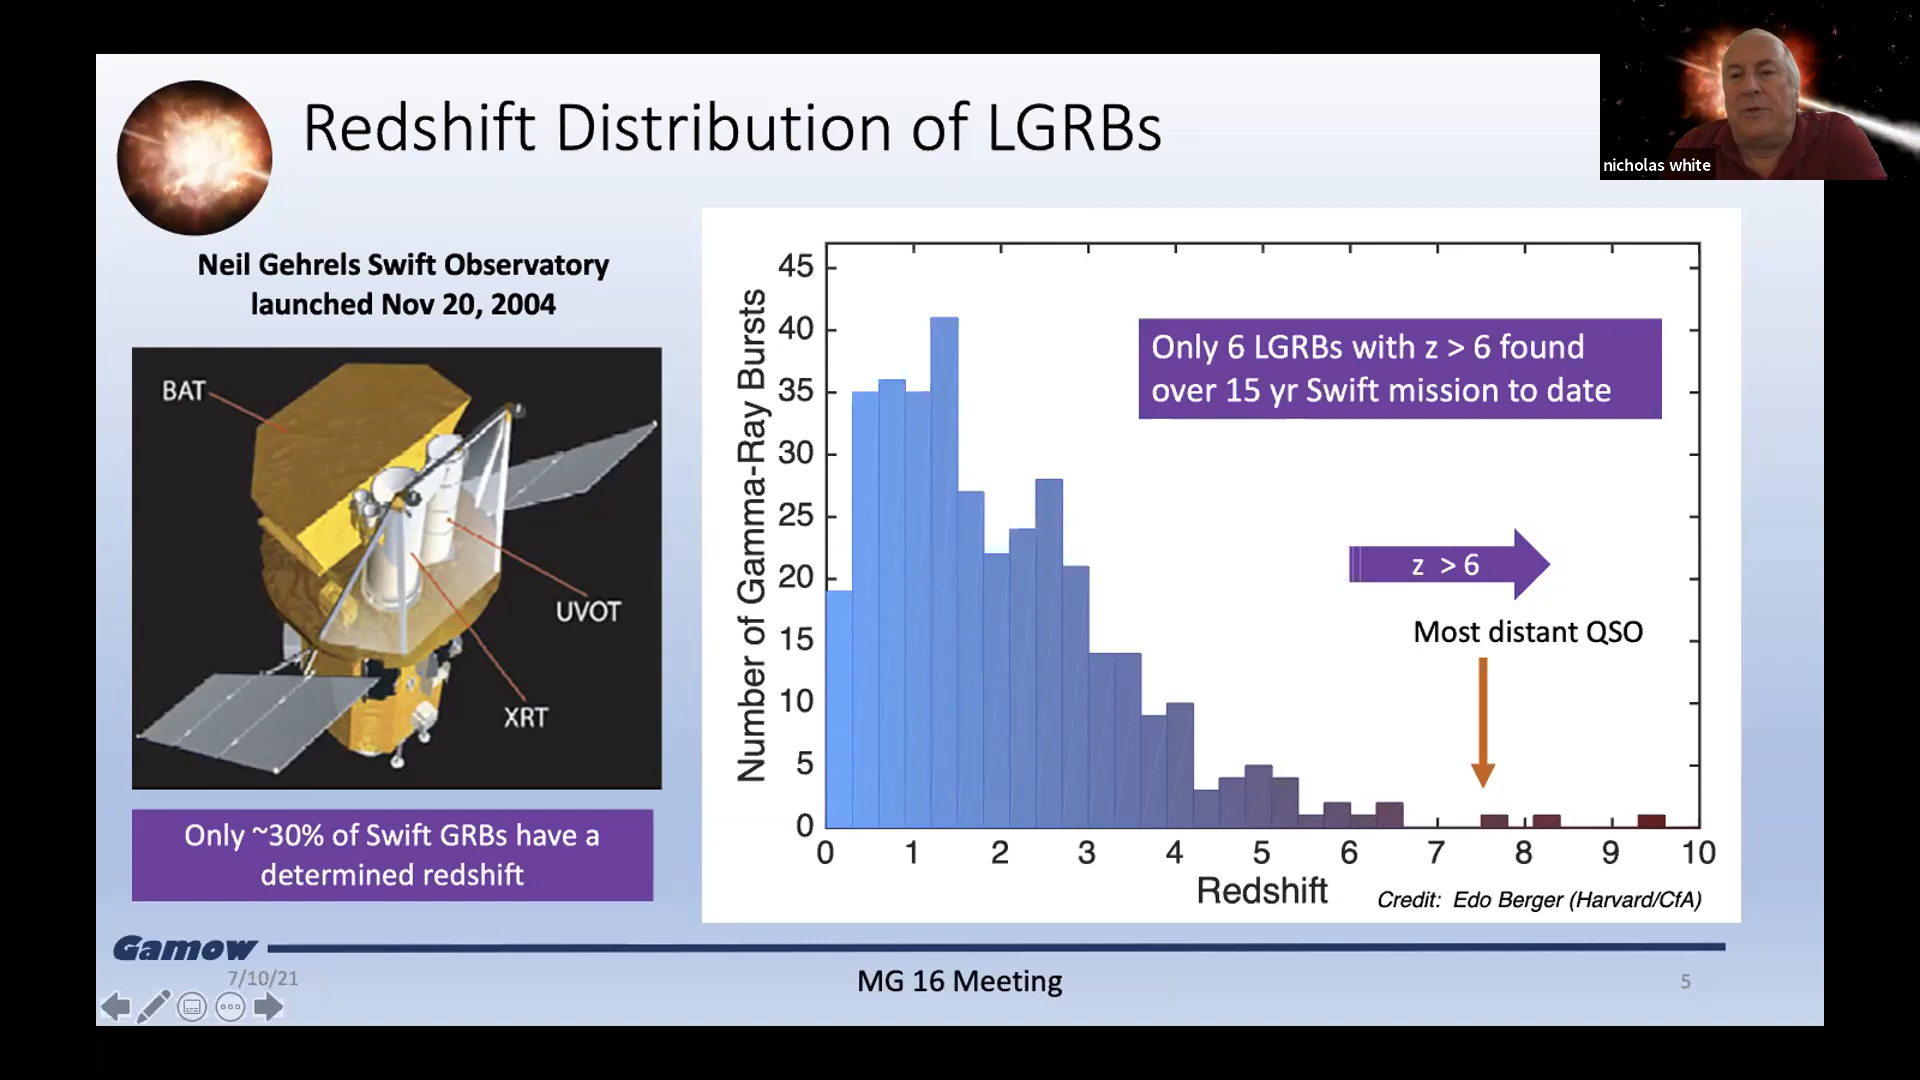 nicholas white
Redshift Distribution of LGRBs
Neil Gehrels Swift Observatory
launched Nov 20, 2004
BAT
UVOT
XRT
Only ~30% of Swift GRBs have a
determined redshift
Number of Gamma-Ray Bursts
45
40
35
30
25
20
15
10
5
0
Only 6 LGRBs with z > 6 found
over 15 yr Swift mission to date
z > 6
Most distant QSO
0 1 2 3 4 5 6 7 8 9 10
Redshift
Credit: Edo Berger (Harvard/CfA)
Gamow
7/10/21
MG 16 Meeting
5